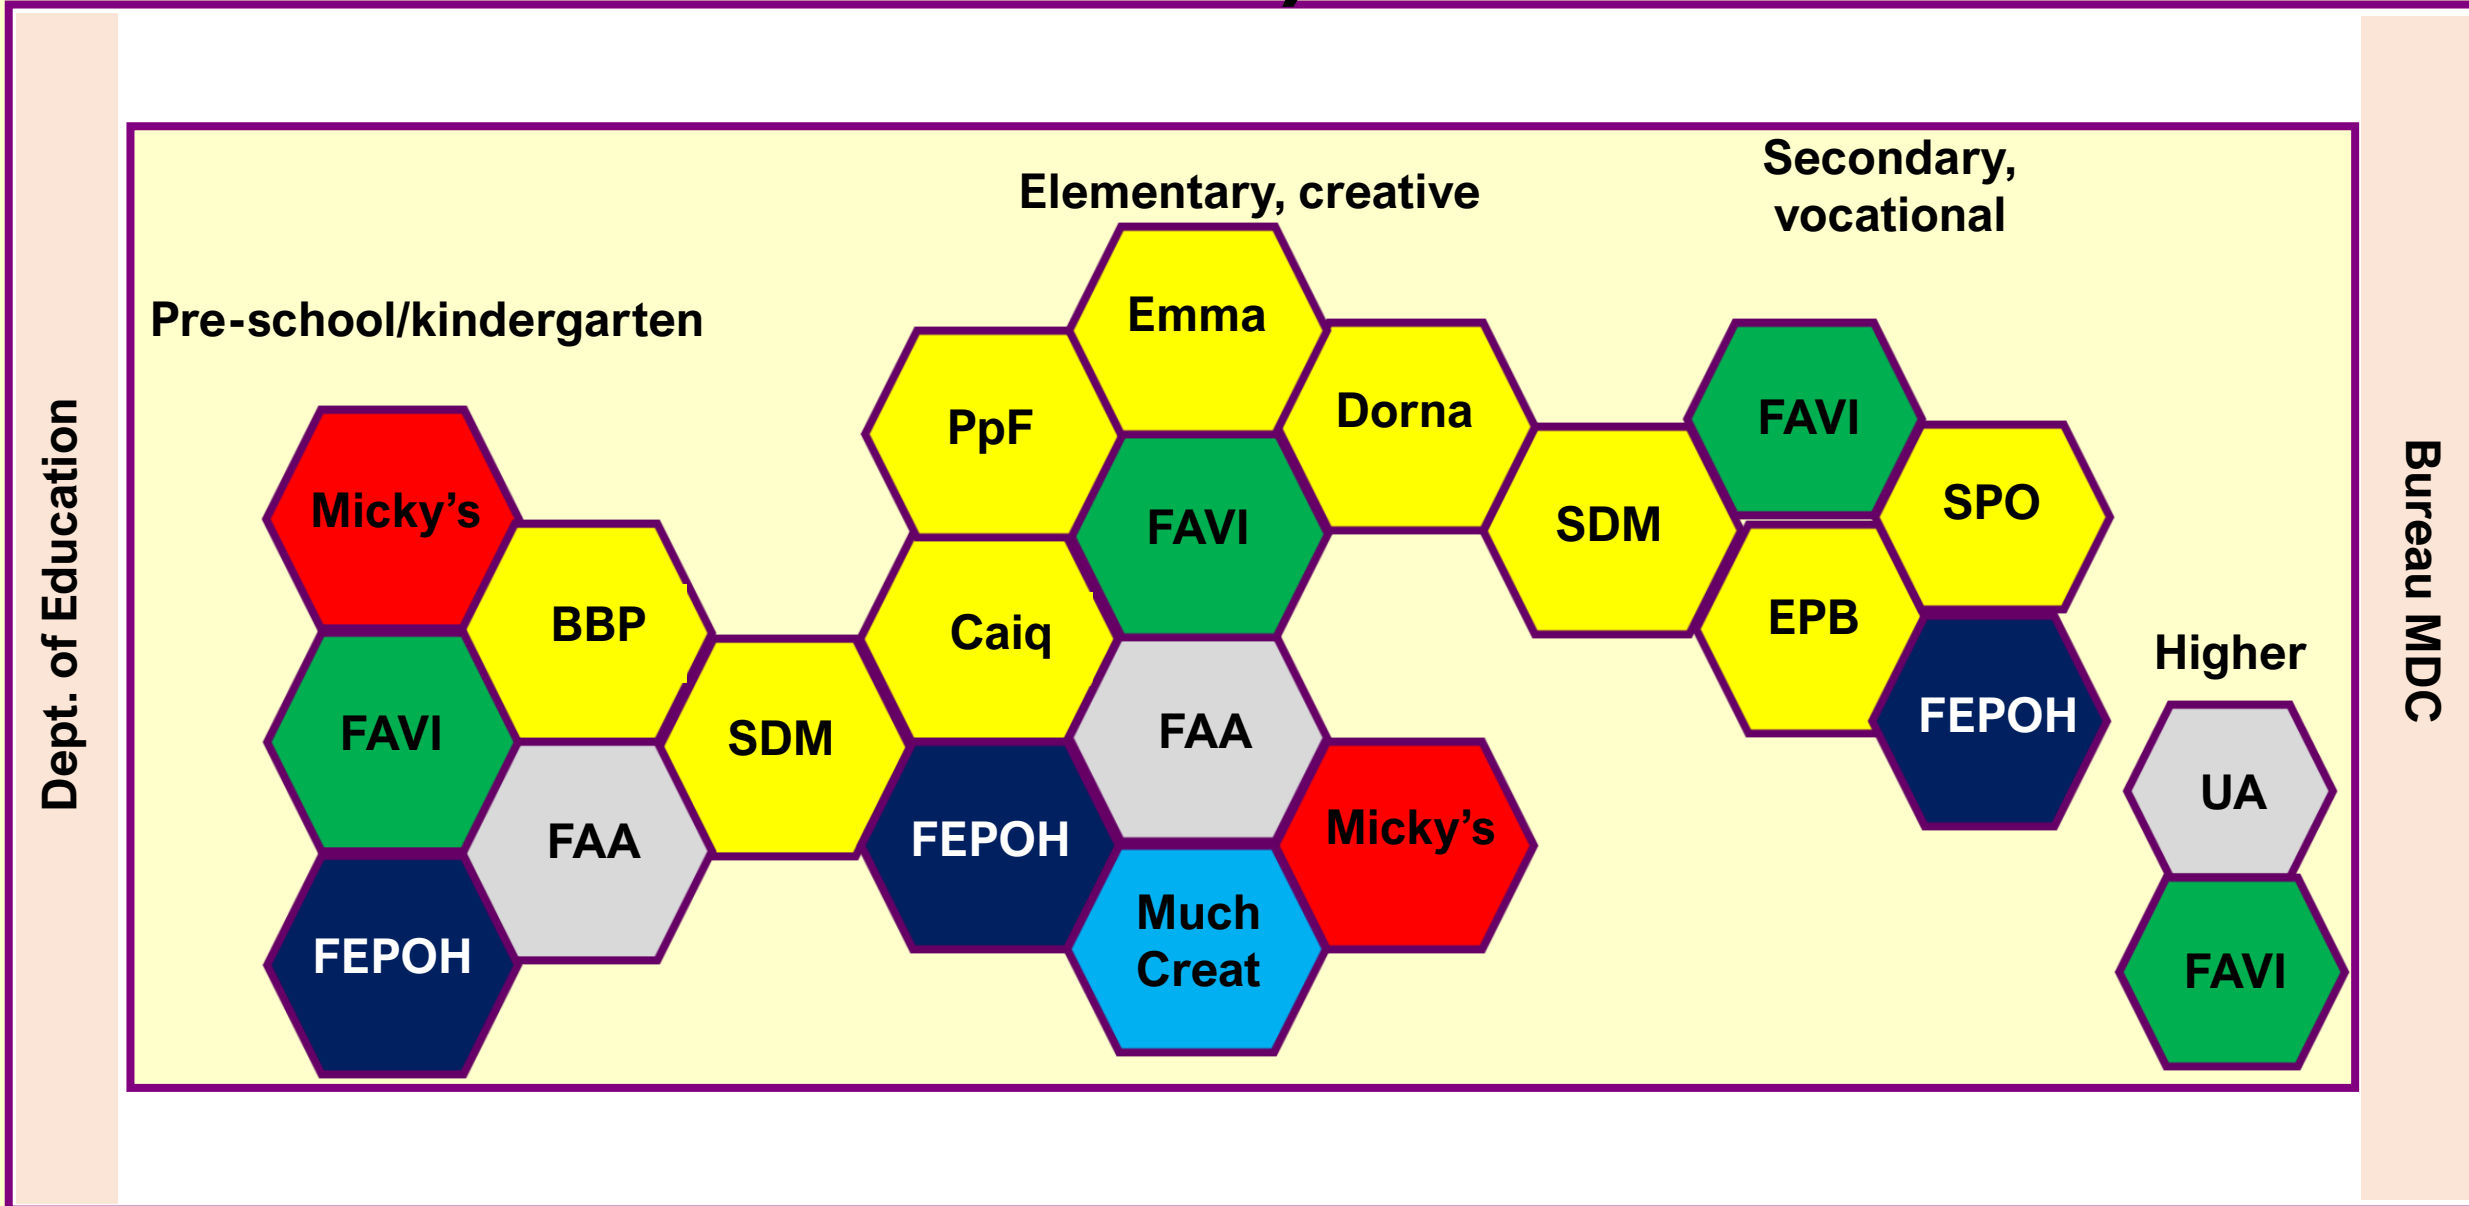 Dept. of Education
Pre-school/kindergarten
Micky’s
BBP
FAVI
SDM
FAA
FEPOH
Elementary, creative
Emma
PpF
Dorna
FAVI
Caiq
FAA
FEPOH
Micky’s
Much
Creat
Secondary,
vocational
FAVI
SPO
SDM
EPB
FEPOH
Higher
UA
FAVI
Bureau MDC